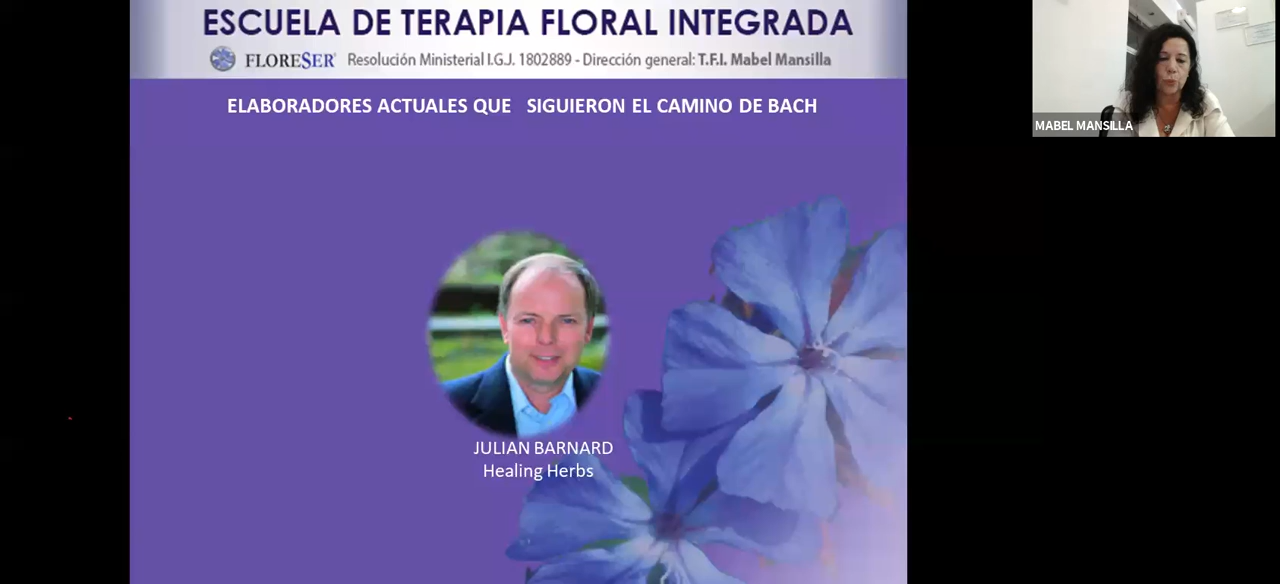 ESCUELA DE TERAPIA FLORAL INTEGRADA
FLORESER® Resolución Ministerial I.G.J. 1802889 - Dirección general: T.F.I. Mabel Mansilla
ELABORADORES ACTUALES QUE SIGUIERON EL CAMINO DE BACH
MABEL MANSILLA
JULIAN BARNARD
Healing Herbs